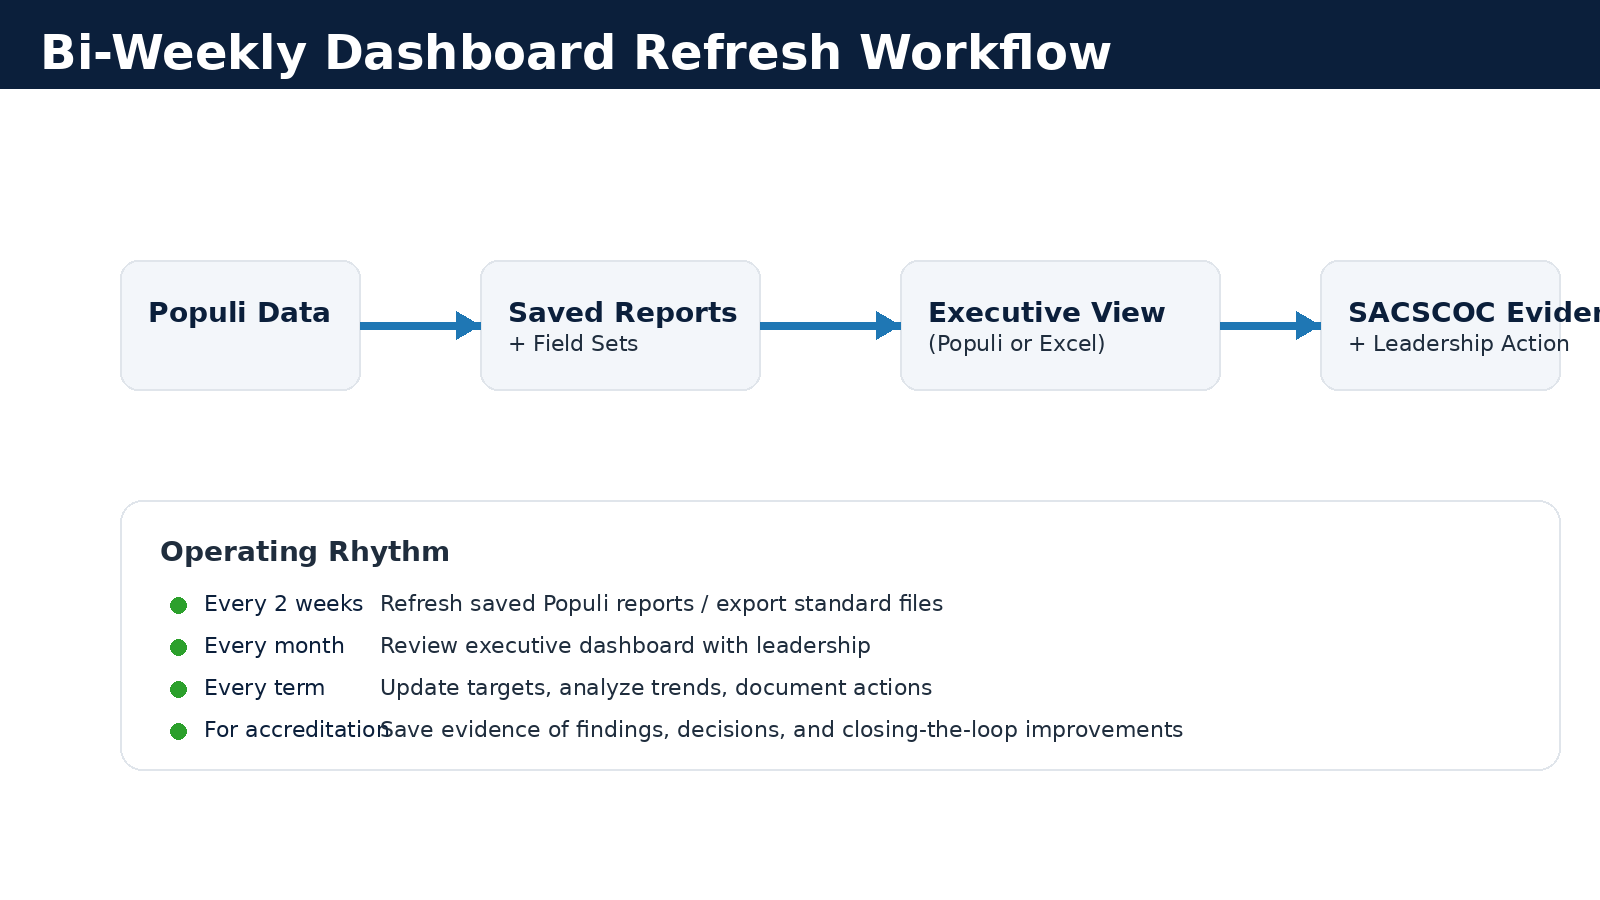 Bi-Weekly Dashboard Refresh Workflow
Populi Data
Saved Reports
+ Field Sets
Executive View
(Populi or Excel)
SACSCOC
+ Leadership Action
Operating Rhythm
Every 2 weeks Refresh saved Populi reports / export standard files
Every month Review executive dashboard with leadership
Every term Update targets, analyze trends, document actions
For accreditation Save evidence of findings, decisions, and closing-the-loop improvements